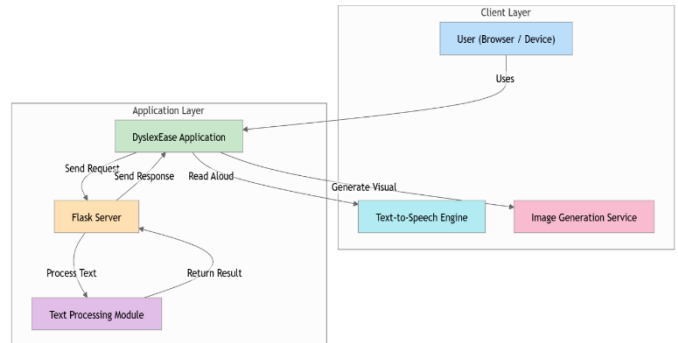 Client Layer
User (Browser / Device)
Uses
Application Layer
DyslexEase Application
Send Request
Send Response
Read Aloud
Generate Visual
Flask Server
Text-to-Speech Engine
Image Generation Service
Process Text
Return Result
Text Processing Module